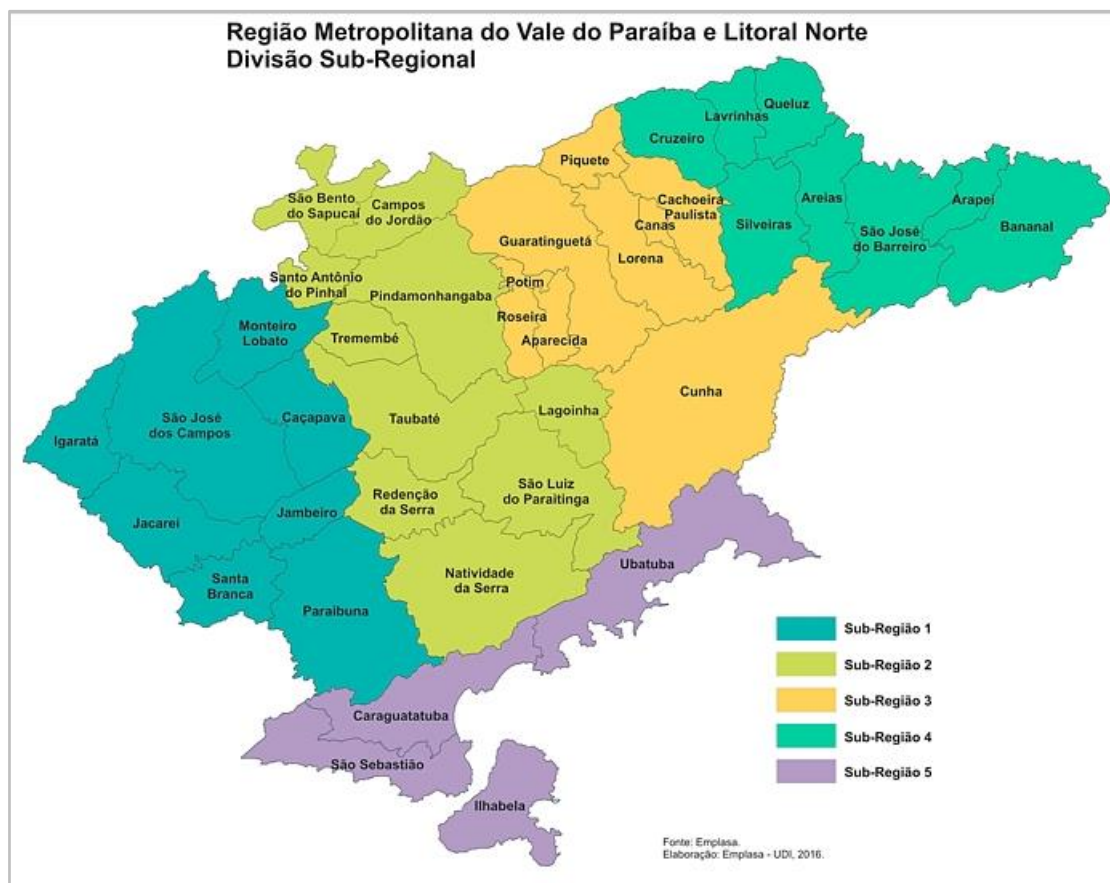 Região Metropolitana do Vale do Paraíba e Litoral Norte
Divisão Sub-Regional
Queluz
Lavrinhas
Cruzeiro
Piquete
São Bento
do Sapucaí
Campos
do Jordão
Cachoeira
Paulista
Canas
Areias
Arapeí
Silveiras
São José
do Barreiro
Bananal
Guaratinguetá
Lorena
Santo Antônio
do Pinhal
Pindamonhangaba
Potim
Roseira
Aparecida
Monteiro
Lobato
Tremembé
Cunha
Lagoinha
Caçapava
São José
dos Campos
Taubaté
Igaratá
São Luiz
do Paraitinga
Redenção
da Serra
Jambeiro
Jacareí
Ubatuba
Natividade
da Serra
Santa
Branca
Paraibuna
Caraguatatuba
São Sebastião
Ilhabela
Sub-Região 1
Sub-Região 2
Sub-Região 3
Sub-Região 4
Sub-Região 5
Fonte: Emplasa.
Elaboração: Emplasa - UDI, 2016.